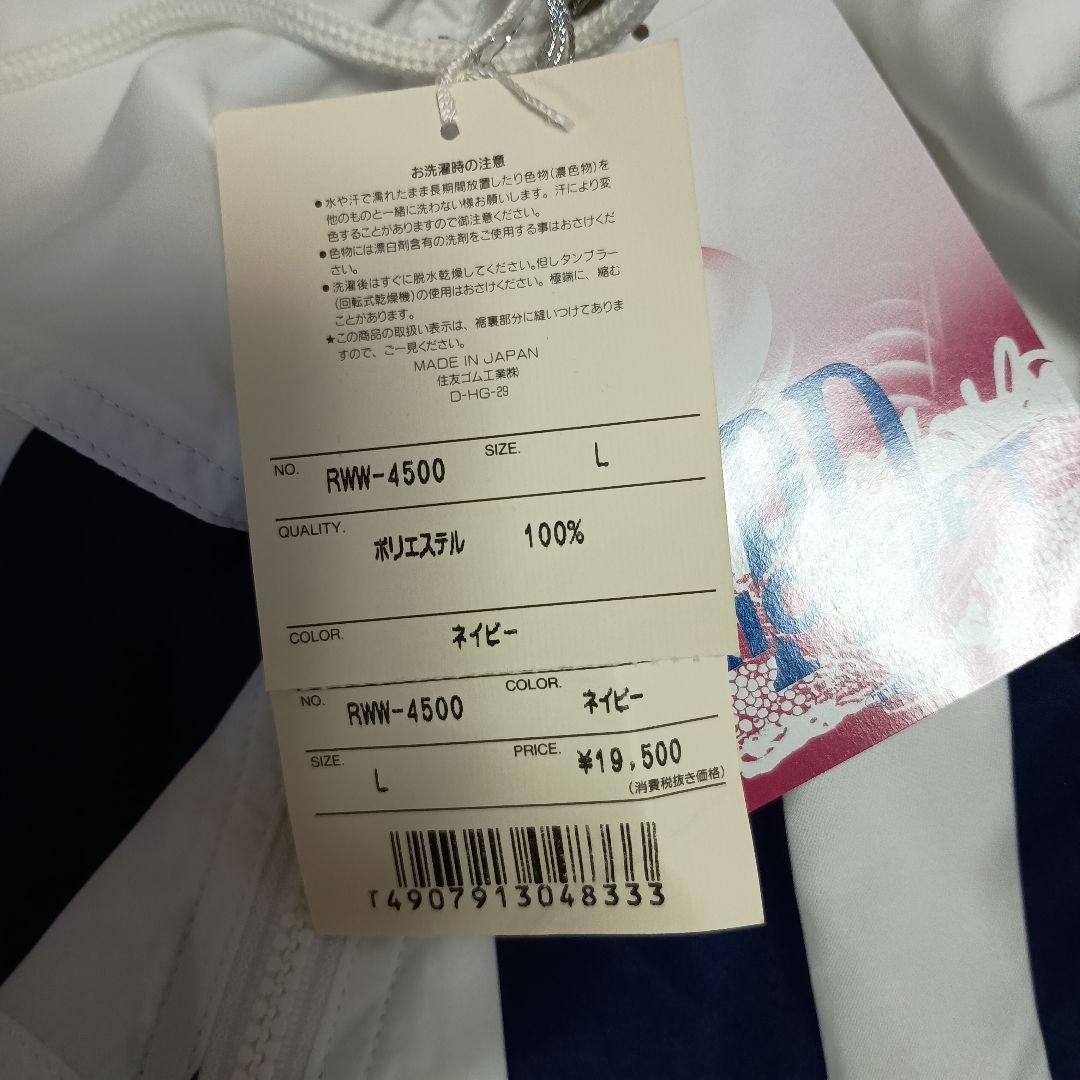 お洗濯時の注意
●水や汗で濡れたまま長期間放置したり色物(濃色物)を
他のものと一緒に洗わない様お願いします。汗により変
色することがありますので御注意ください。
●色物には漂白剤含有の洗剤をご使用する事はおさけくだ
さい。
●洗濯後はすぐに脱水乾燥してください。但しタンブラー
(回転式乾燥機)の使用はおさけください。極端に、縮む
ことがあります。
★この商品の取扱い表示は、裾裏部分に縫いつけてありま
すので、ご一見ください。
MADE IN JAPAN
住友ゴム工業㈱
D-HG-29
NO. RWW-4500 SIZE. L
QUALITY. ポリエステル 100%
COLOR. ネイビー
NO. RWW-4500 COLOR. ネイビー
SIZE. L PRICE. ¥19,500
(消費税抜き価格)
r4907913048333